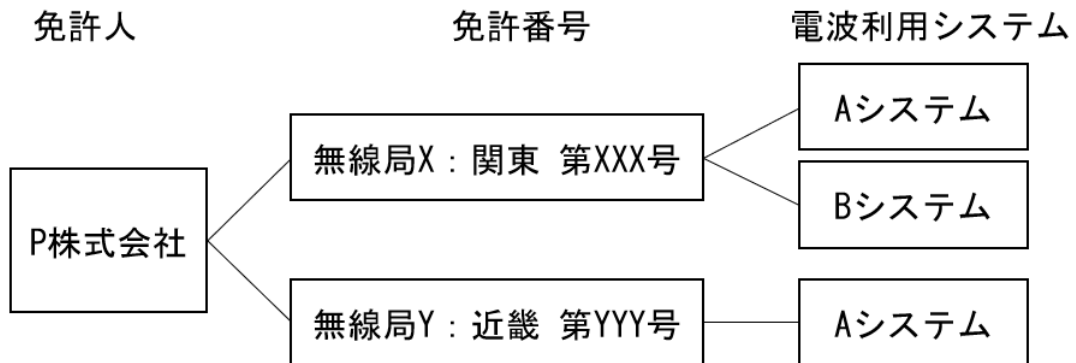 免許人 免許番号 電波利用システム
Aシステム
無線局X：関東 第XXX号
Bシステム
P株式会社
無線局Y：近畿 第YYY号 Aシステム